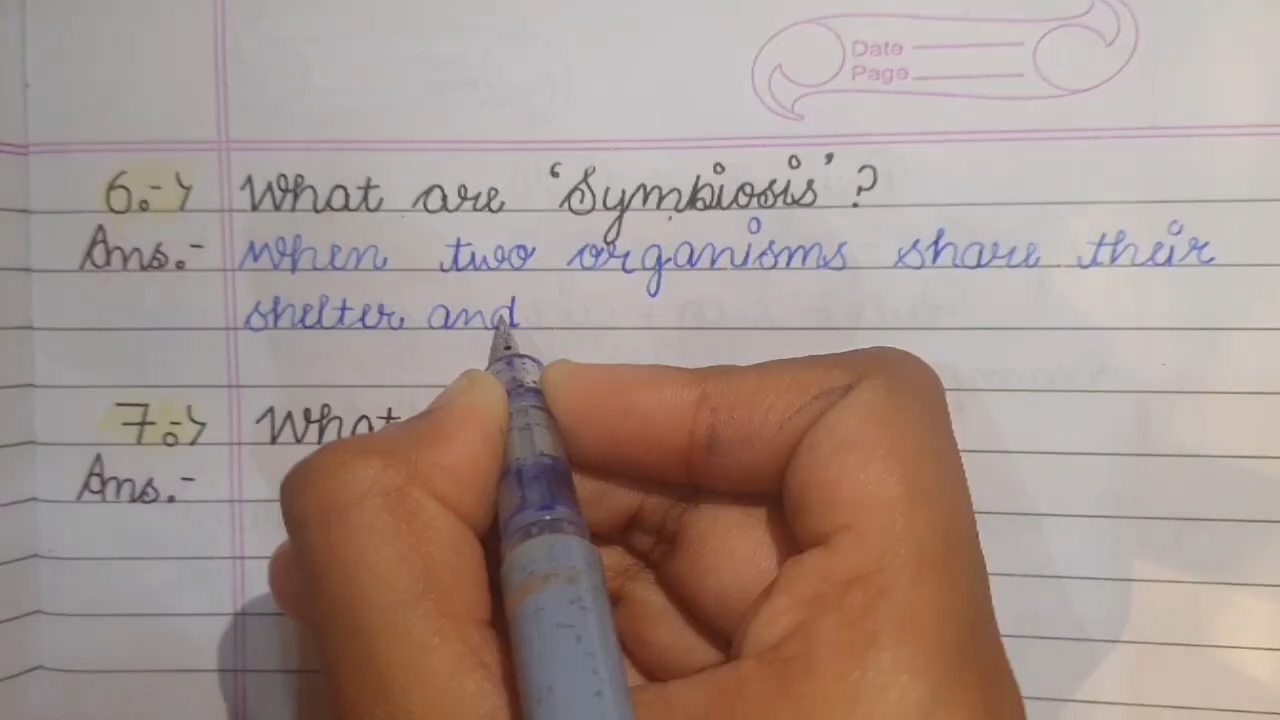 Date
Page
6.→ What are 'Symbiosis'?
Ans.- When two organisms share their
shelter and
7.→ What
Ans.-